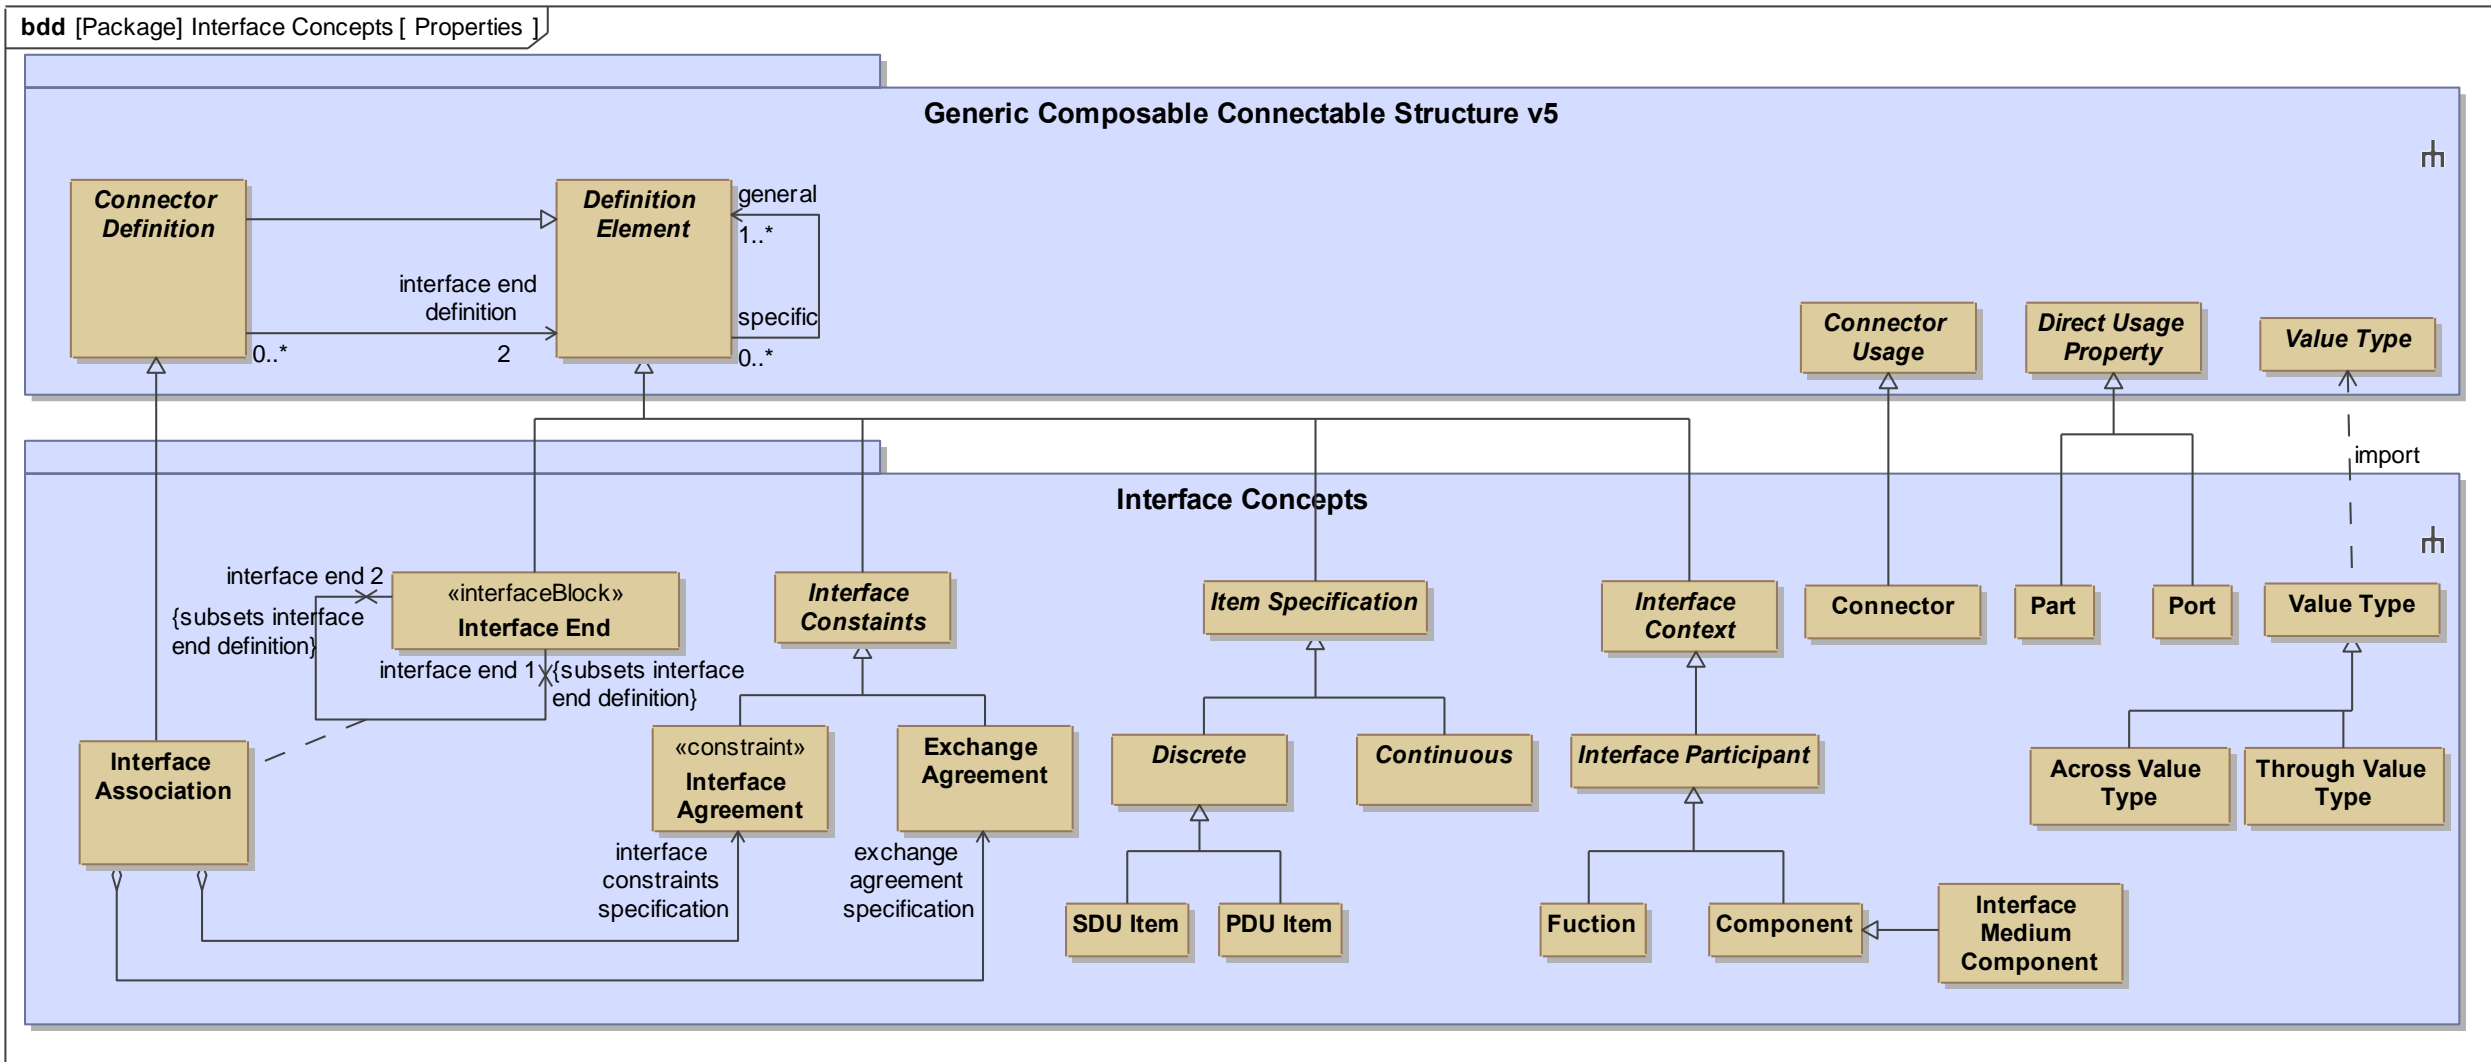 bdd [Package] Interface Concepts [ Properties ]
Generic Composable Connectable Structure v5
Connector
Definition
Definition
Element
general
1..*
interface end
definition
specific
0..*
2
0..*
Connector
Usage
Direct Usage
Property
Value Type
import
Interface Concepts
interface end 2
{subsets interface
end definition}
«interfaceBlock»
Interface End
interface end 1
{subsets interface
end definition}
Interface
Constaints
Item Specification
Interface
Context
Connector
Part
Port
Value Type
Interface
Association
«constraint»
Interface
Agreement
Exchange
Agreement
Discrete
Continuous
Interface Participant
Across Value
Type
Through Value
Type
interface
constraints
specification
exchange
agreement
specification
SDU Item
PDU Item
Fuction
Component
Interface
Medium
Component